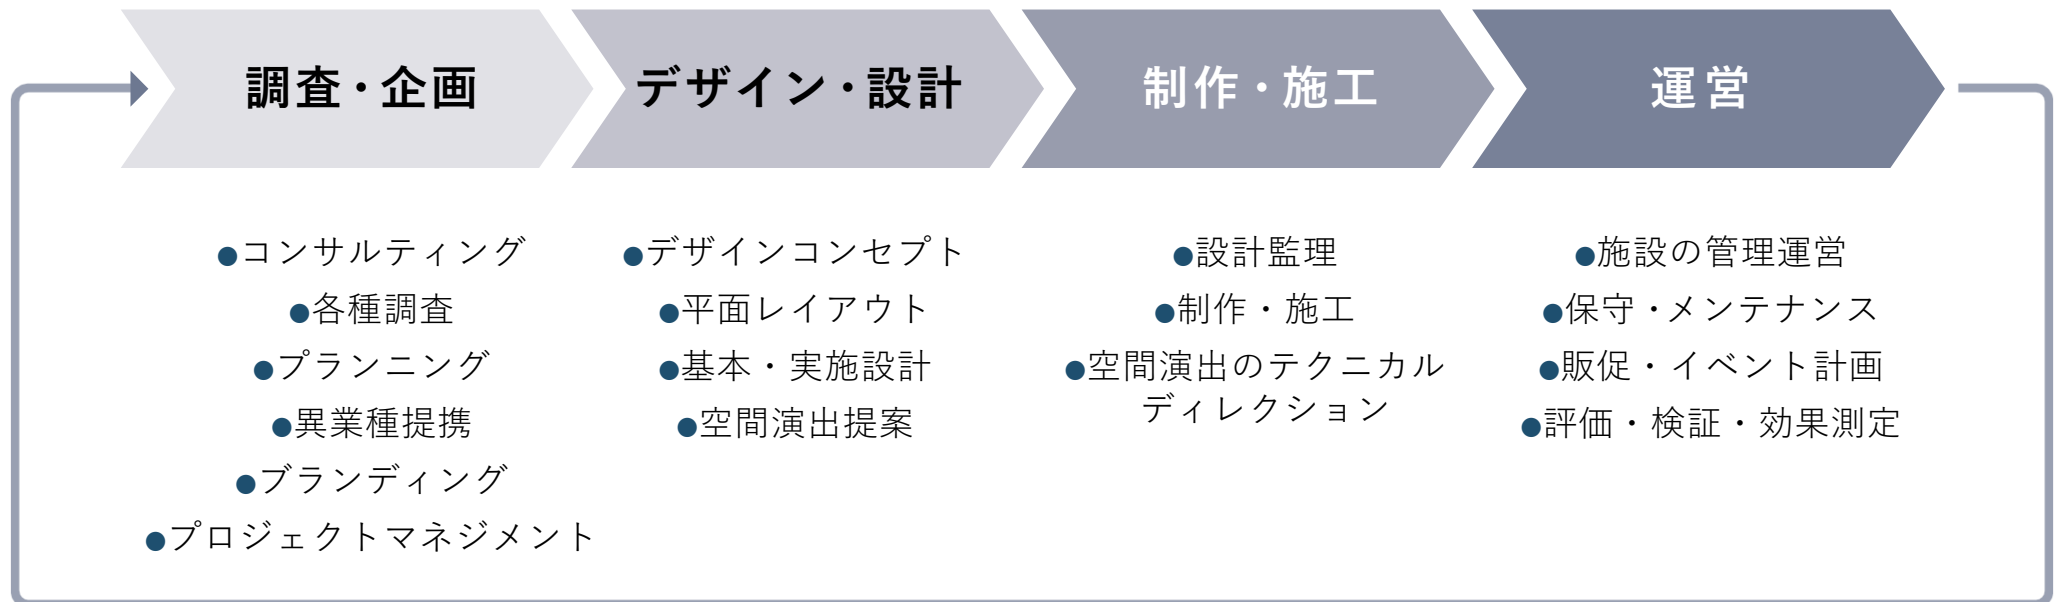 調査・企画
デザイン・設計
制作・施工
運営
●コンサルティング
●各種調査
●プランニング
●異業種提携
●ブランディング
●プロジェクトマネジメント
●デザインコンセプト
●平面レイアウト
●基本・実施設計
●空間演出提案
●設計監理
●制作・施工
●空間演出のテクニカル
ディレクション
●施設の管理運営
●保守・メンテナンス
●販促・イベント計画
●評価・検証・効果測定